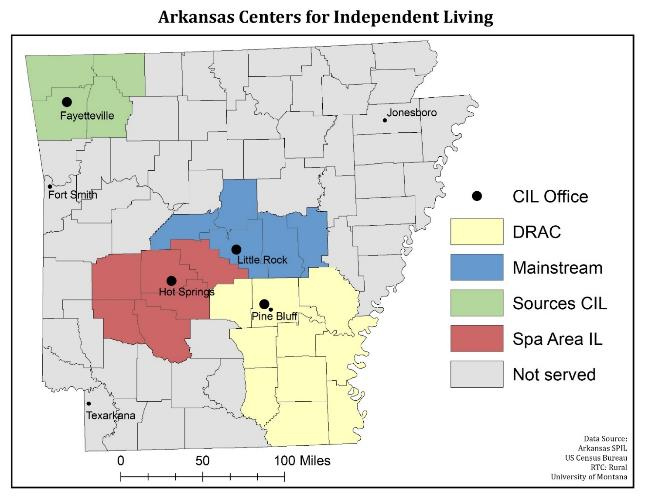 Arkansas Centers for Independent Living
Fayetteville
Jonesboro
Fort Smith
Little Rock
Hot Springs
Pine Bluff
Texarkana
CIL Office
DRAC
Mainstream
Sources CIL
Spa Area IL
Not served
0 50 100 Miles
Data Source:
Arkansas SPIL
US Census Bureau
RTC: Rural
University of Montana